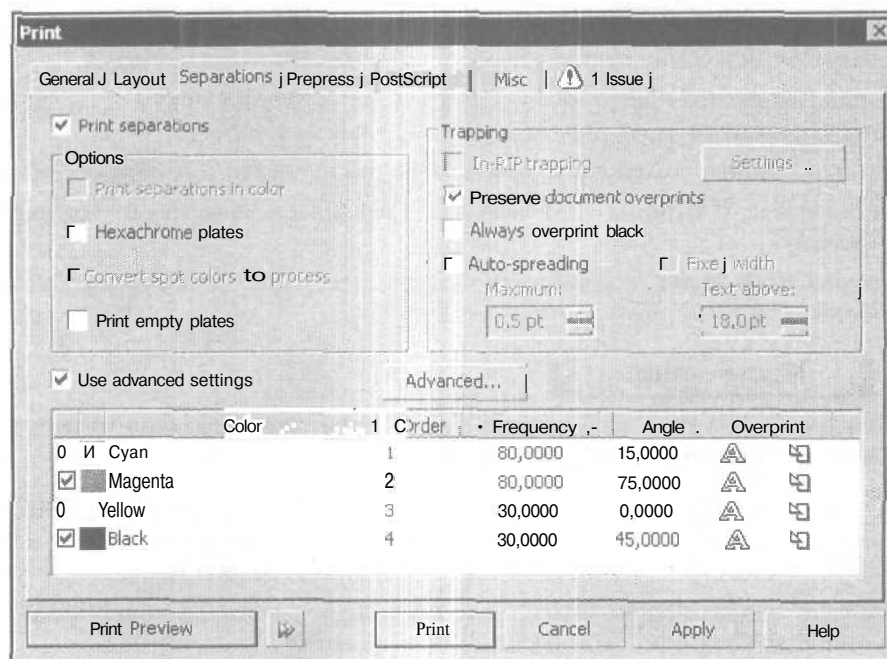 Print
General J Layout Separations j Prepress j PostScript | Misc | 1 Issue j
Print separations
Options
Print separations in color
Г Hexachrome plates
Г Convert spot colors to process
Print empty plates
Trapping
In-RIP trapping
Settings ..
Preserve document overprints
Always overprint black
Г Auto-spreading
Г Fixe j width
Maximum:
Text above: j
0.5 pt
18.0 pt
Use advanced settings
Advanced... |
Color 1 Order • Frequency ,- Angle . Overprint
0 И Cyan 1 80,0000 15,0000
Magenta 2 80,0000 75,0000
0 Yellow 3 30,0000 0,0000
Black 4 30,0000 45,0000
Print Preview
Print
Cancel
Apply
Help